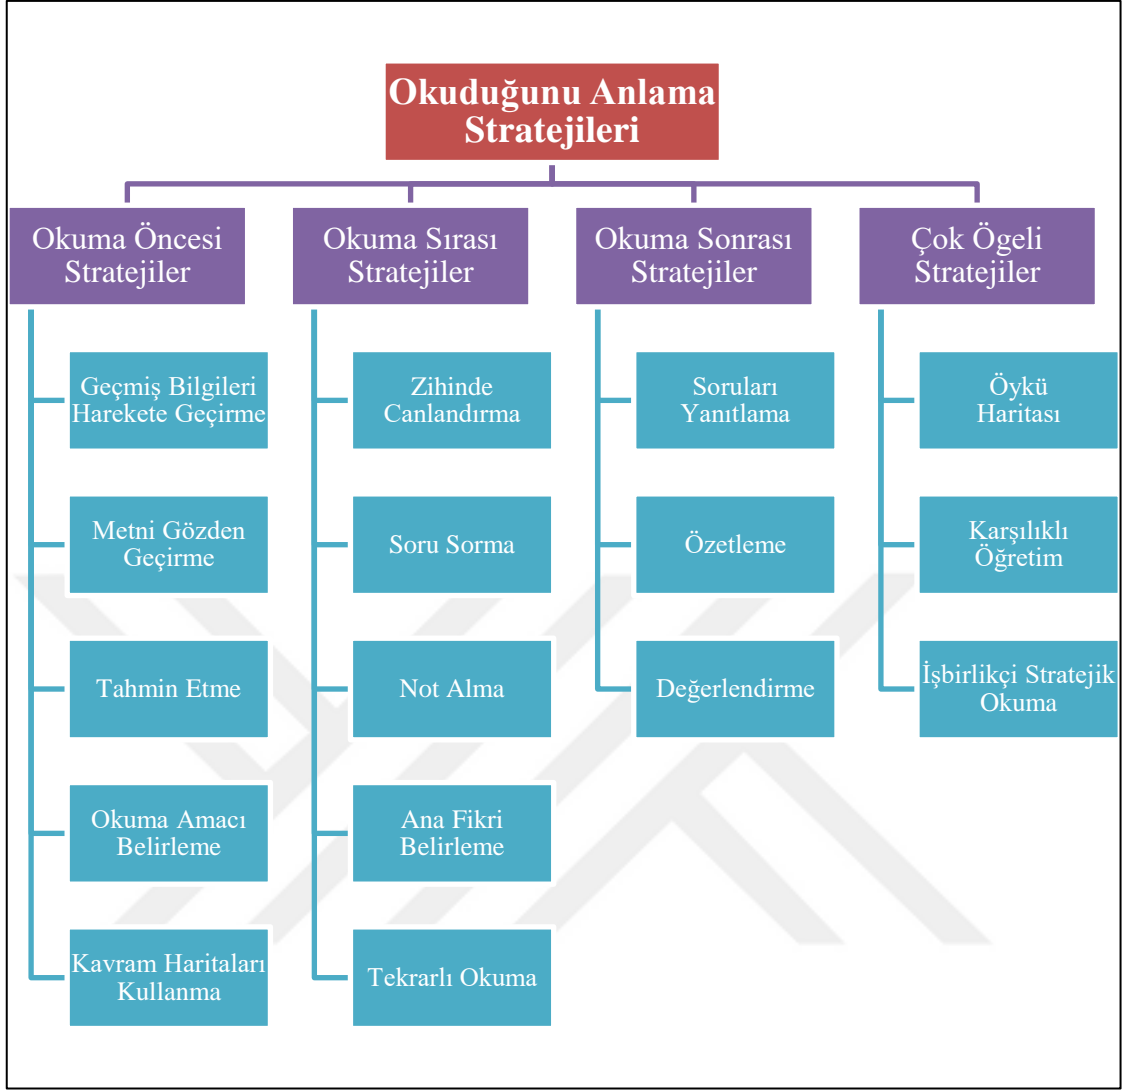 Okuduğunu Anlama
Stratejileri
Okuma Öncesi
Stratejiler
Geçmiş Bilgileri
Harekete Geçirme
Metni Gözden
Geçirme
Tahmin Etme
Okuma Amacı
Belirleme
Kavram Haritaları
Kullanma
Okuma Sırası
Stratejiler
Zihinde
Canlandırma
Soru Sorma
Not Alma
Ana Fikri
Belirleme
Tekrarlı Okuma
Okuma Sonrası
Stratejiler
Soruları
Yanıtlama
Özetleme
Değerlendirme
Çok Ögeli
Stratejiler
Öykü
Haritası
Karşılıklı
Öğretim
İşbirlikçi Stratejik
Okuma